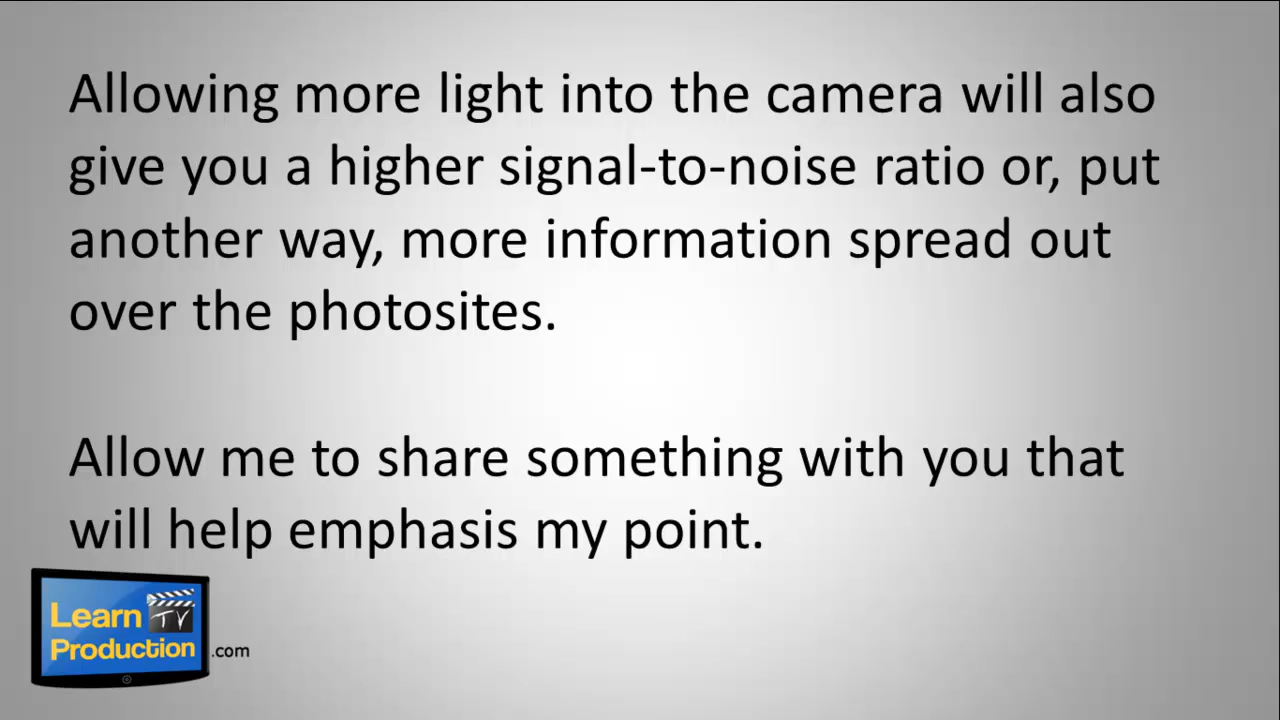 Allowing more light into the camera will also
give you a higher signal-to-noise ratio or, put
another way, more information spread out
over the photosites.
Allow me to share something with you that
will help emphasis my point.
Learn TV
Production .com